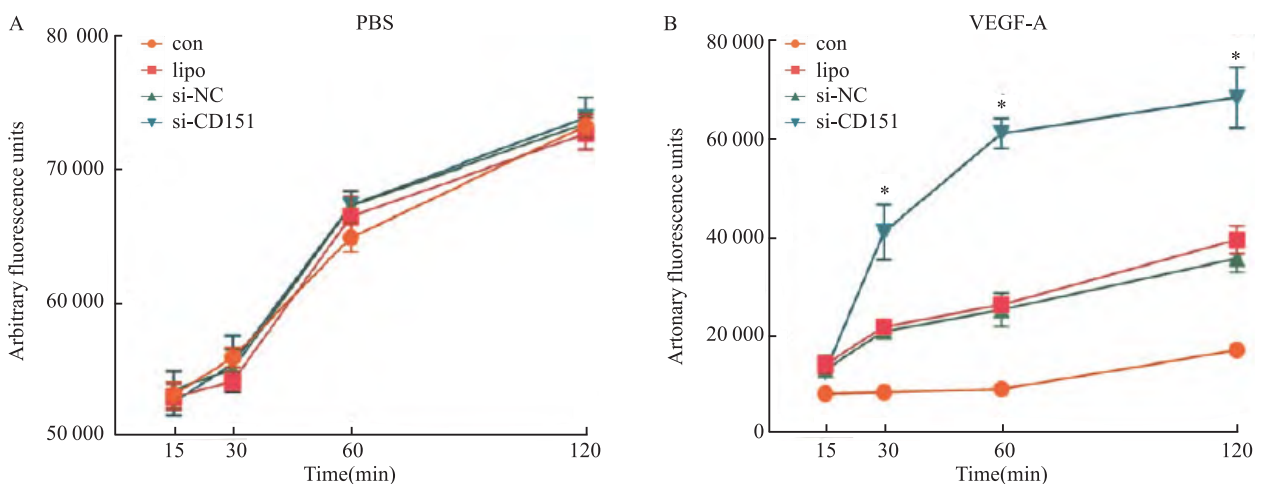 A
PBS
80 000
70 000
60 000
50 000
Arbitrary fluorescence units
con
lipo
si-NC
si-CD151
15 30 60 120
Time(min)
B
VEGF-A
80 000
60 000
40 000
20 000
0
Artonary fluorescence units
con
lipo
si-NC
si-CD151
*
*
*
15 30 60 120
Time(min)